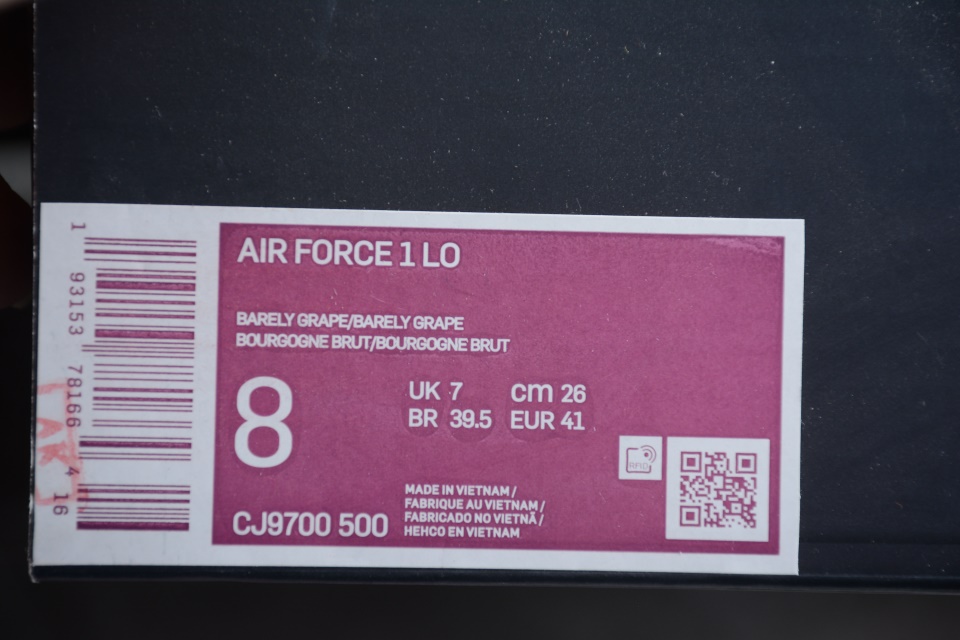 AIR FORCE 1 LO
BARELY GRAPE/BARELY GRAPE
BOURGOGNE BRUT/BOURGOGNE BRUT
8
UK 7 cm 26
BR 39.5 EUR 41
RFID
CJ9700 500
MADE IN VIETNAM /
FABRIQUE AU VIETNAM /
FABRICADO NO VIETNÃ /
HEHCO EN VIETNAM
1 93153 78166 4 16